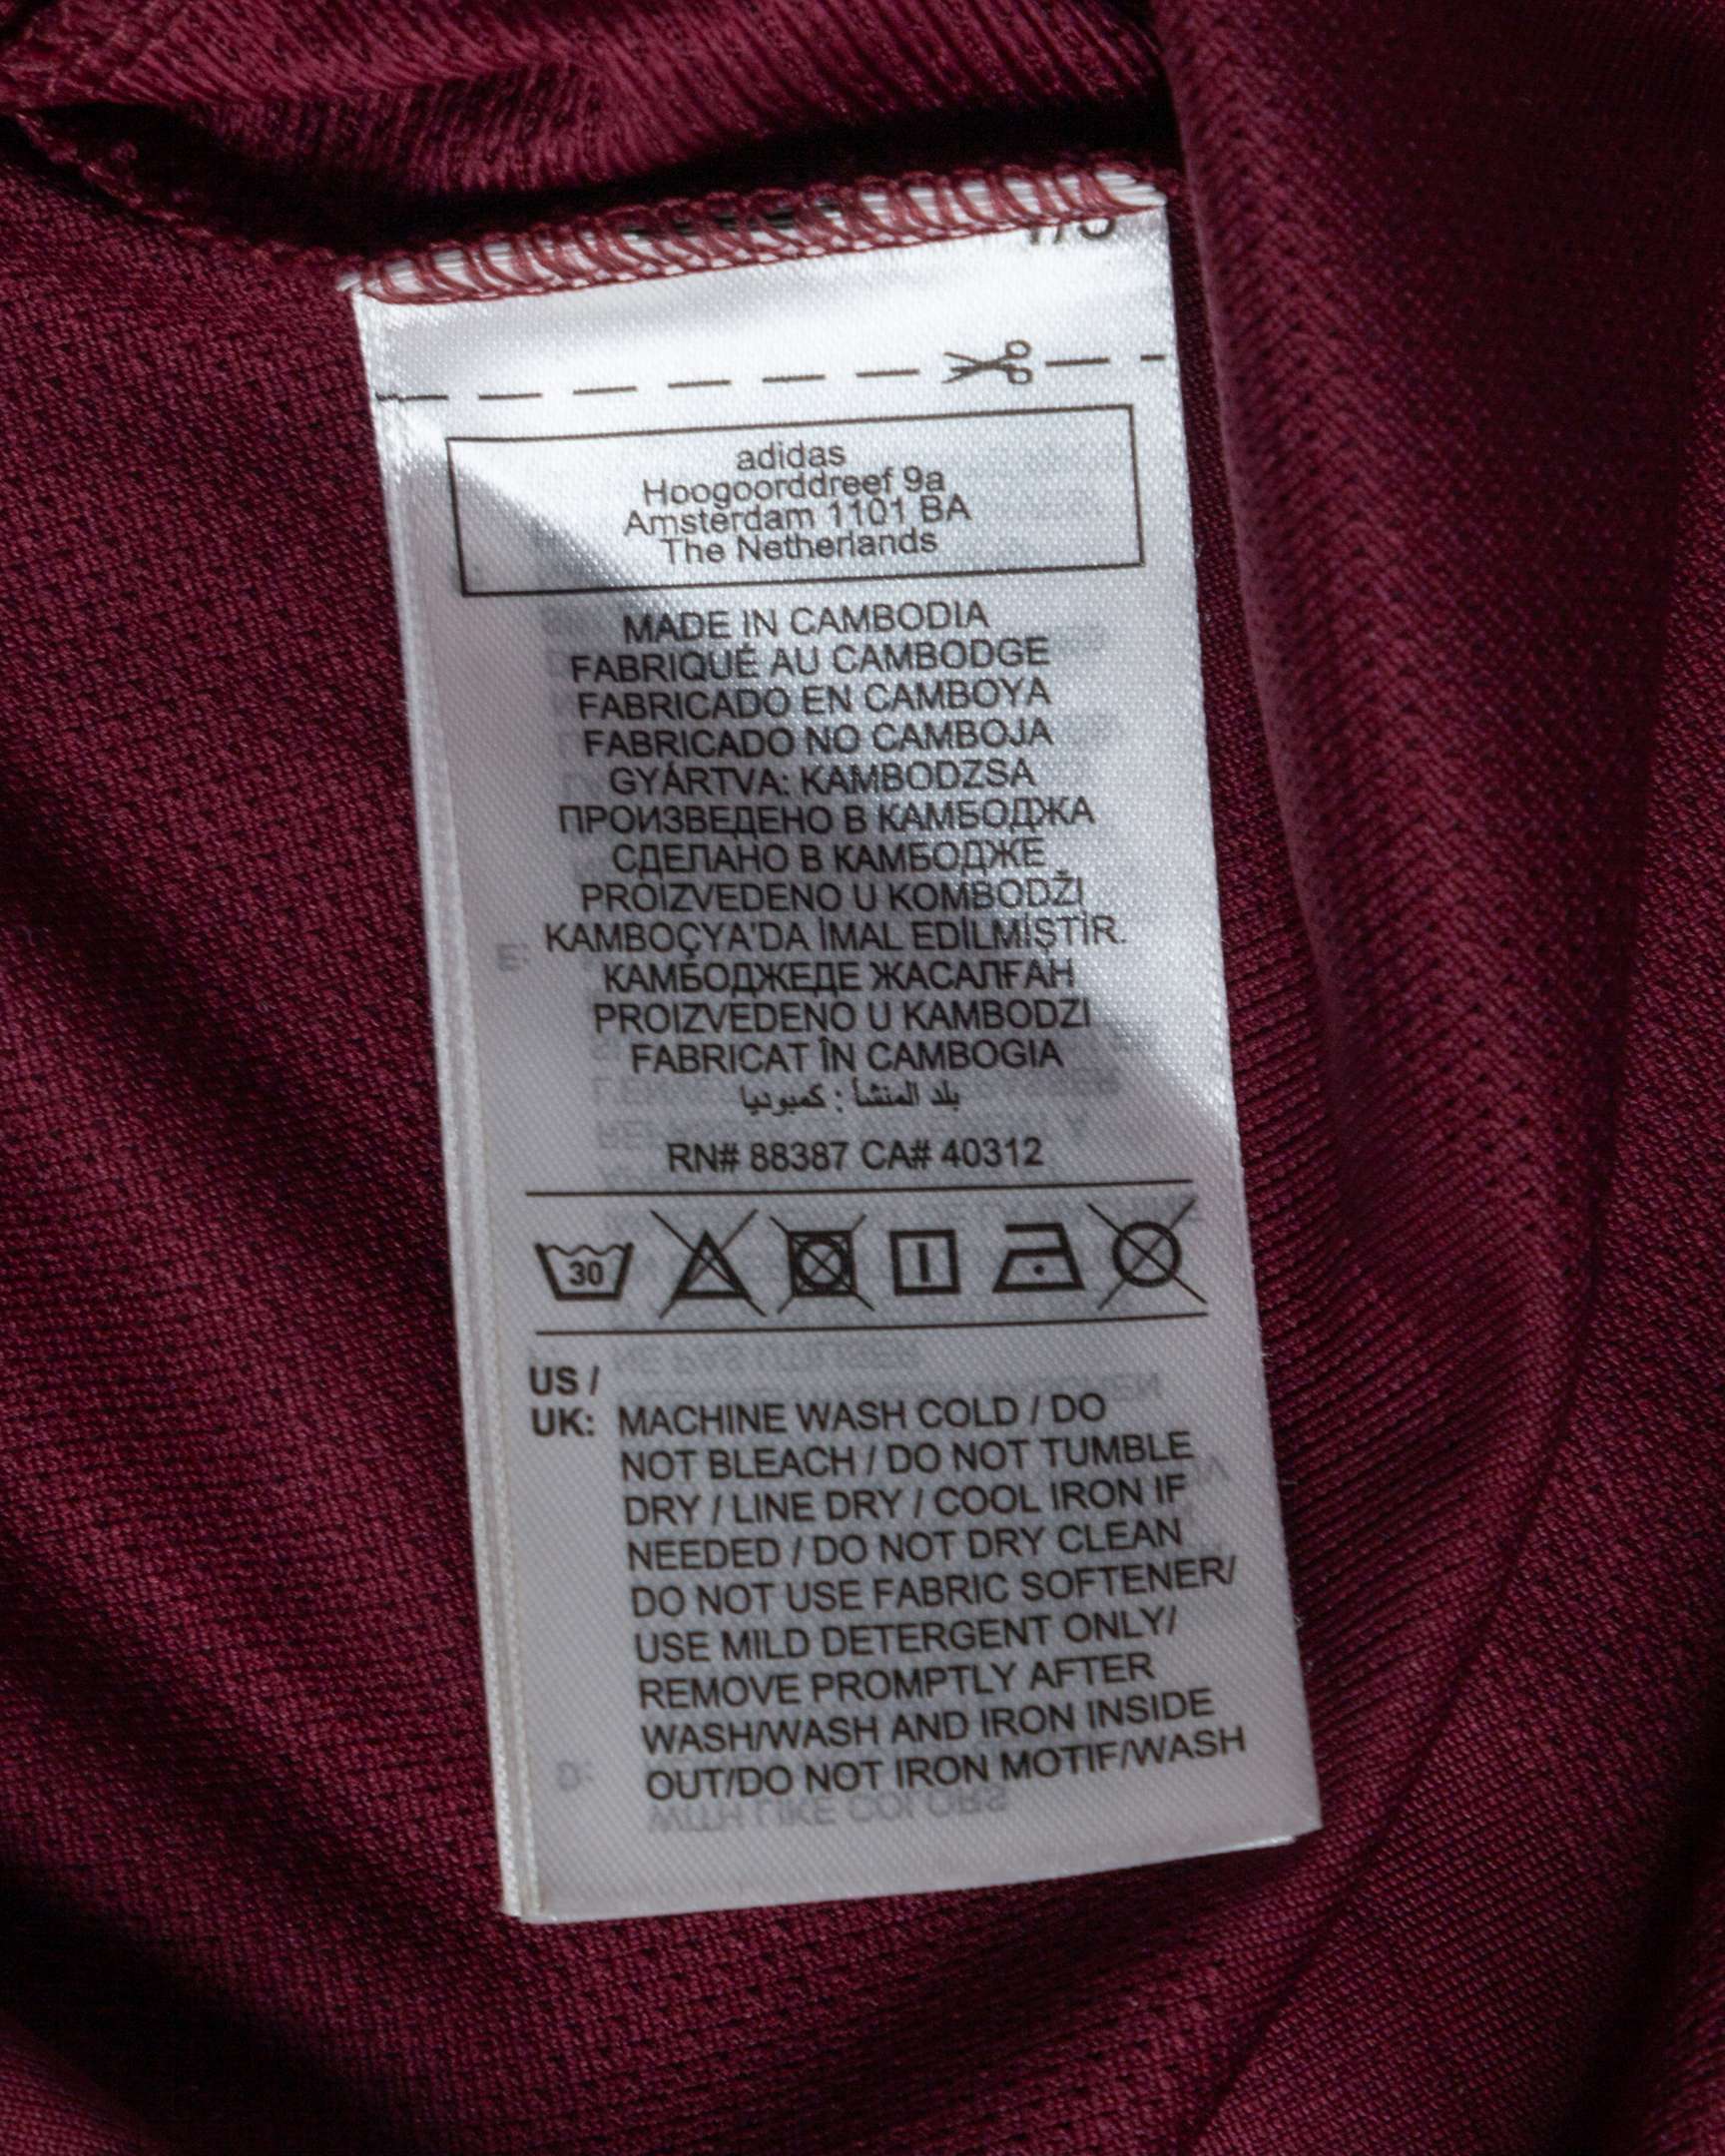 adidas
Hoogoorddreef 9a
Amsterdam 1101 BA
The Netherlands
MADE IN CAMBODIA
FABRIQUÉ AU CAMBODGE
FABRICADO EN CAMBOYA
FABRICADO NO CAMBOJA
GYÁRTVA: KAMBODZSA
ПРОИЗВЕДЕНО В КАМБОДЖА
СДЕЛАНО В КАМБОДЖЕ
PROIZVEDENO U KOMBODŽI
KAMBOÇYA'DA İMAL EDİLMİŞTİR.
КАМБОДЖЕДЕ ЖАСАЛҒАН
PROIZVEDENO U KAMBODZI
FABRICAT ÎN CAMBOGIA
بلد المنشأ : كمبوديا
RN# 88387 CA# 40312
30
US /
UK: MACHINE WASH COLD / DO
NOT BLEACH / DO NOT TUMBLE
DRY / LINE DRY / COOL IRON IF
NEEDED / DO NOT DRY CLEAN
DO NOT USE FABRIC SOFTENER/
USE MILD DETERGENT ONLY/
REMOVE PROMPTLY AFTER
WASH/WASH AND IRON INSIDE
OUT/DO NOT IRON MOTIF/WASH
WITH LIKE COLORS